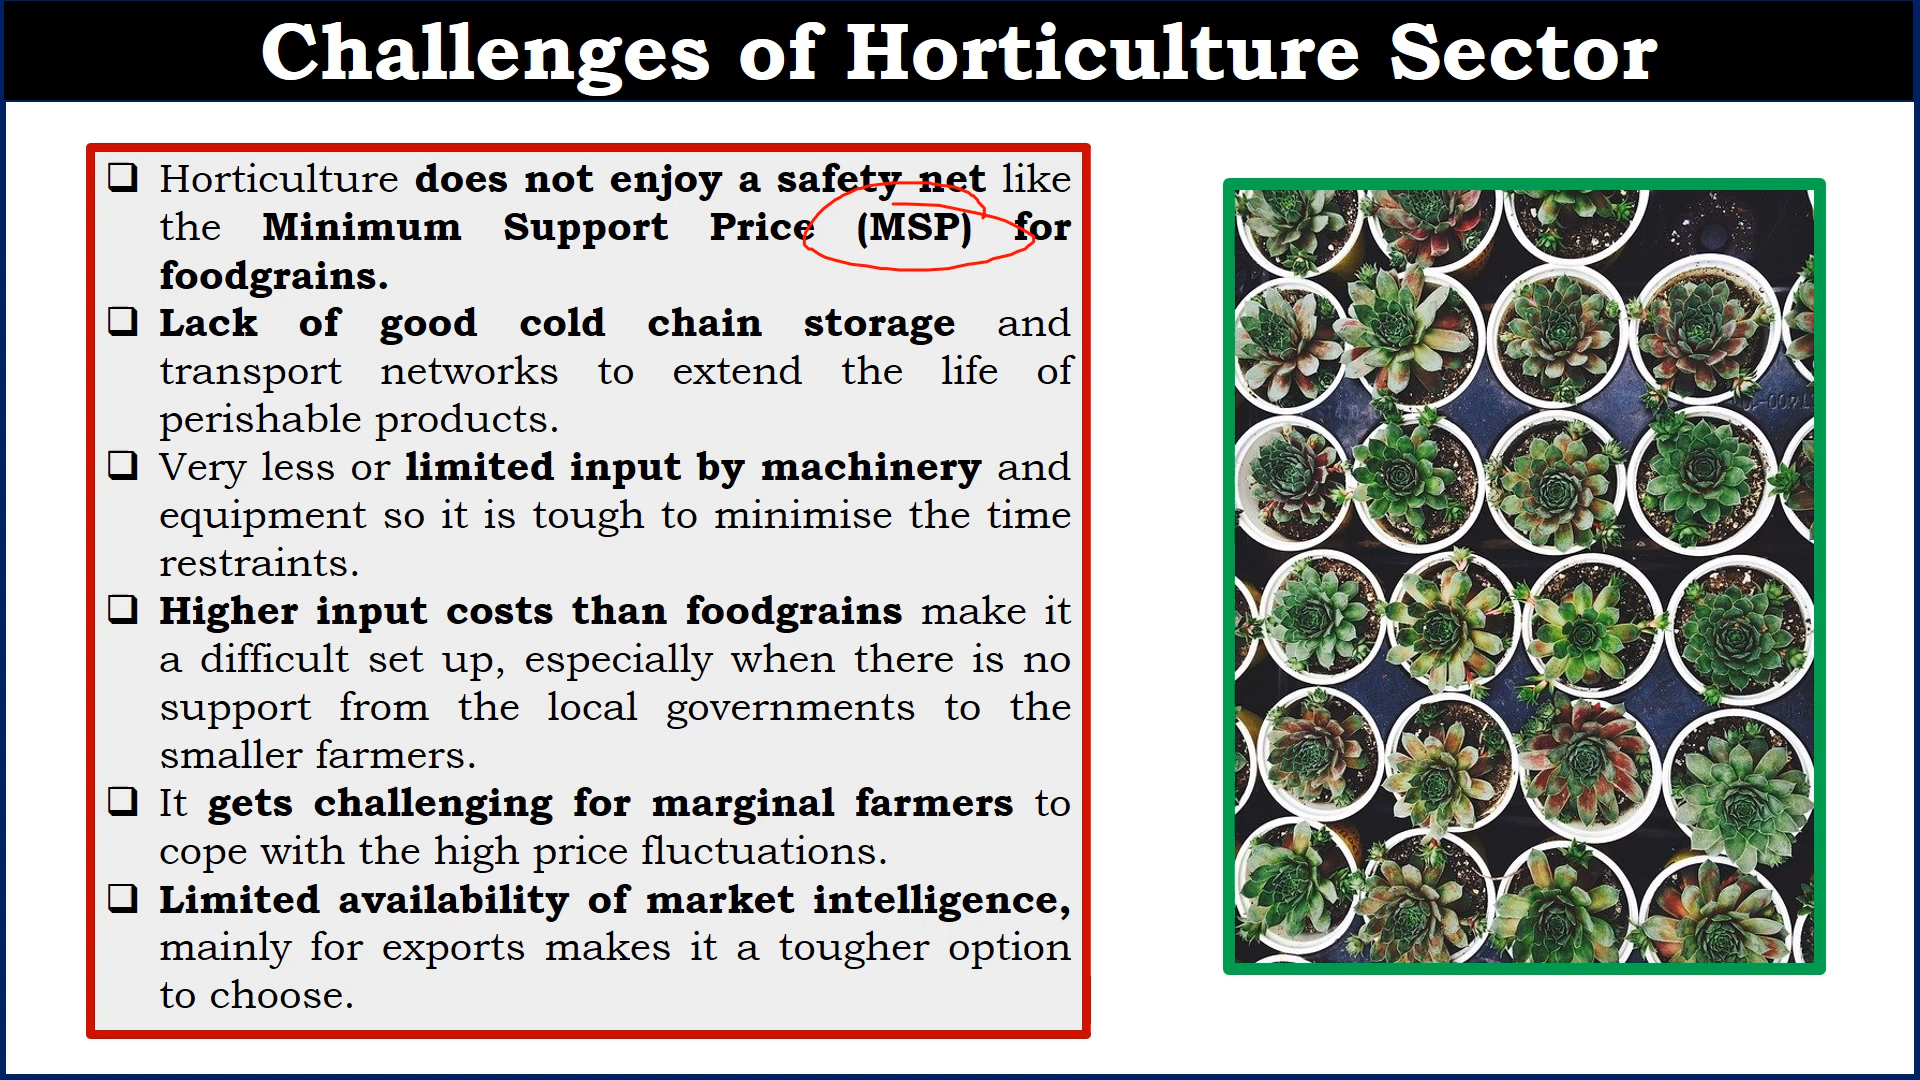 Challenges of Horticulture Sector
❑ Horticulture does not enjoy a safety net like
the Minimum Support Price (MSP) for
foodgrains.
❑ Lack of good cold chain storage and
transport networks to extend the life of
perishable products.
❑ Very less or limited input by machinery and
equipment so it is tough to minimise the time
restraints.
❑ Higher input costs than foodgrains make it
a difficult set up, especially when there is no
support from the local governments to the
smaller farmers.
❑ It gets challenging for marginal farmers to
cope with the high price fluctuations.
❑ Limited availability of market intelligence,
mainly for exports makes it a tougher option
to choose.